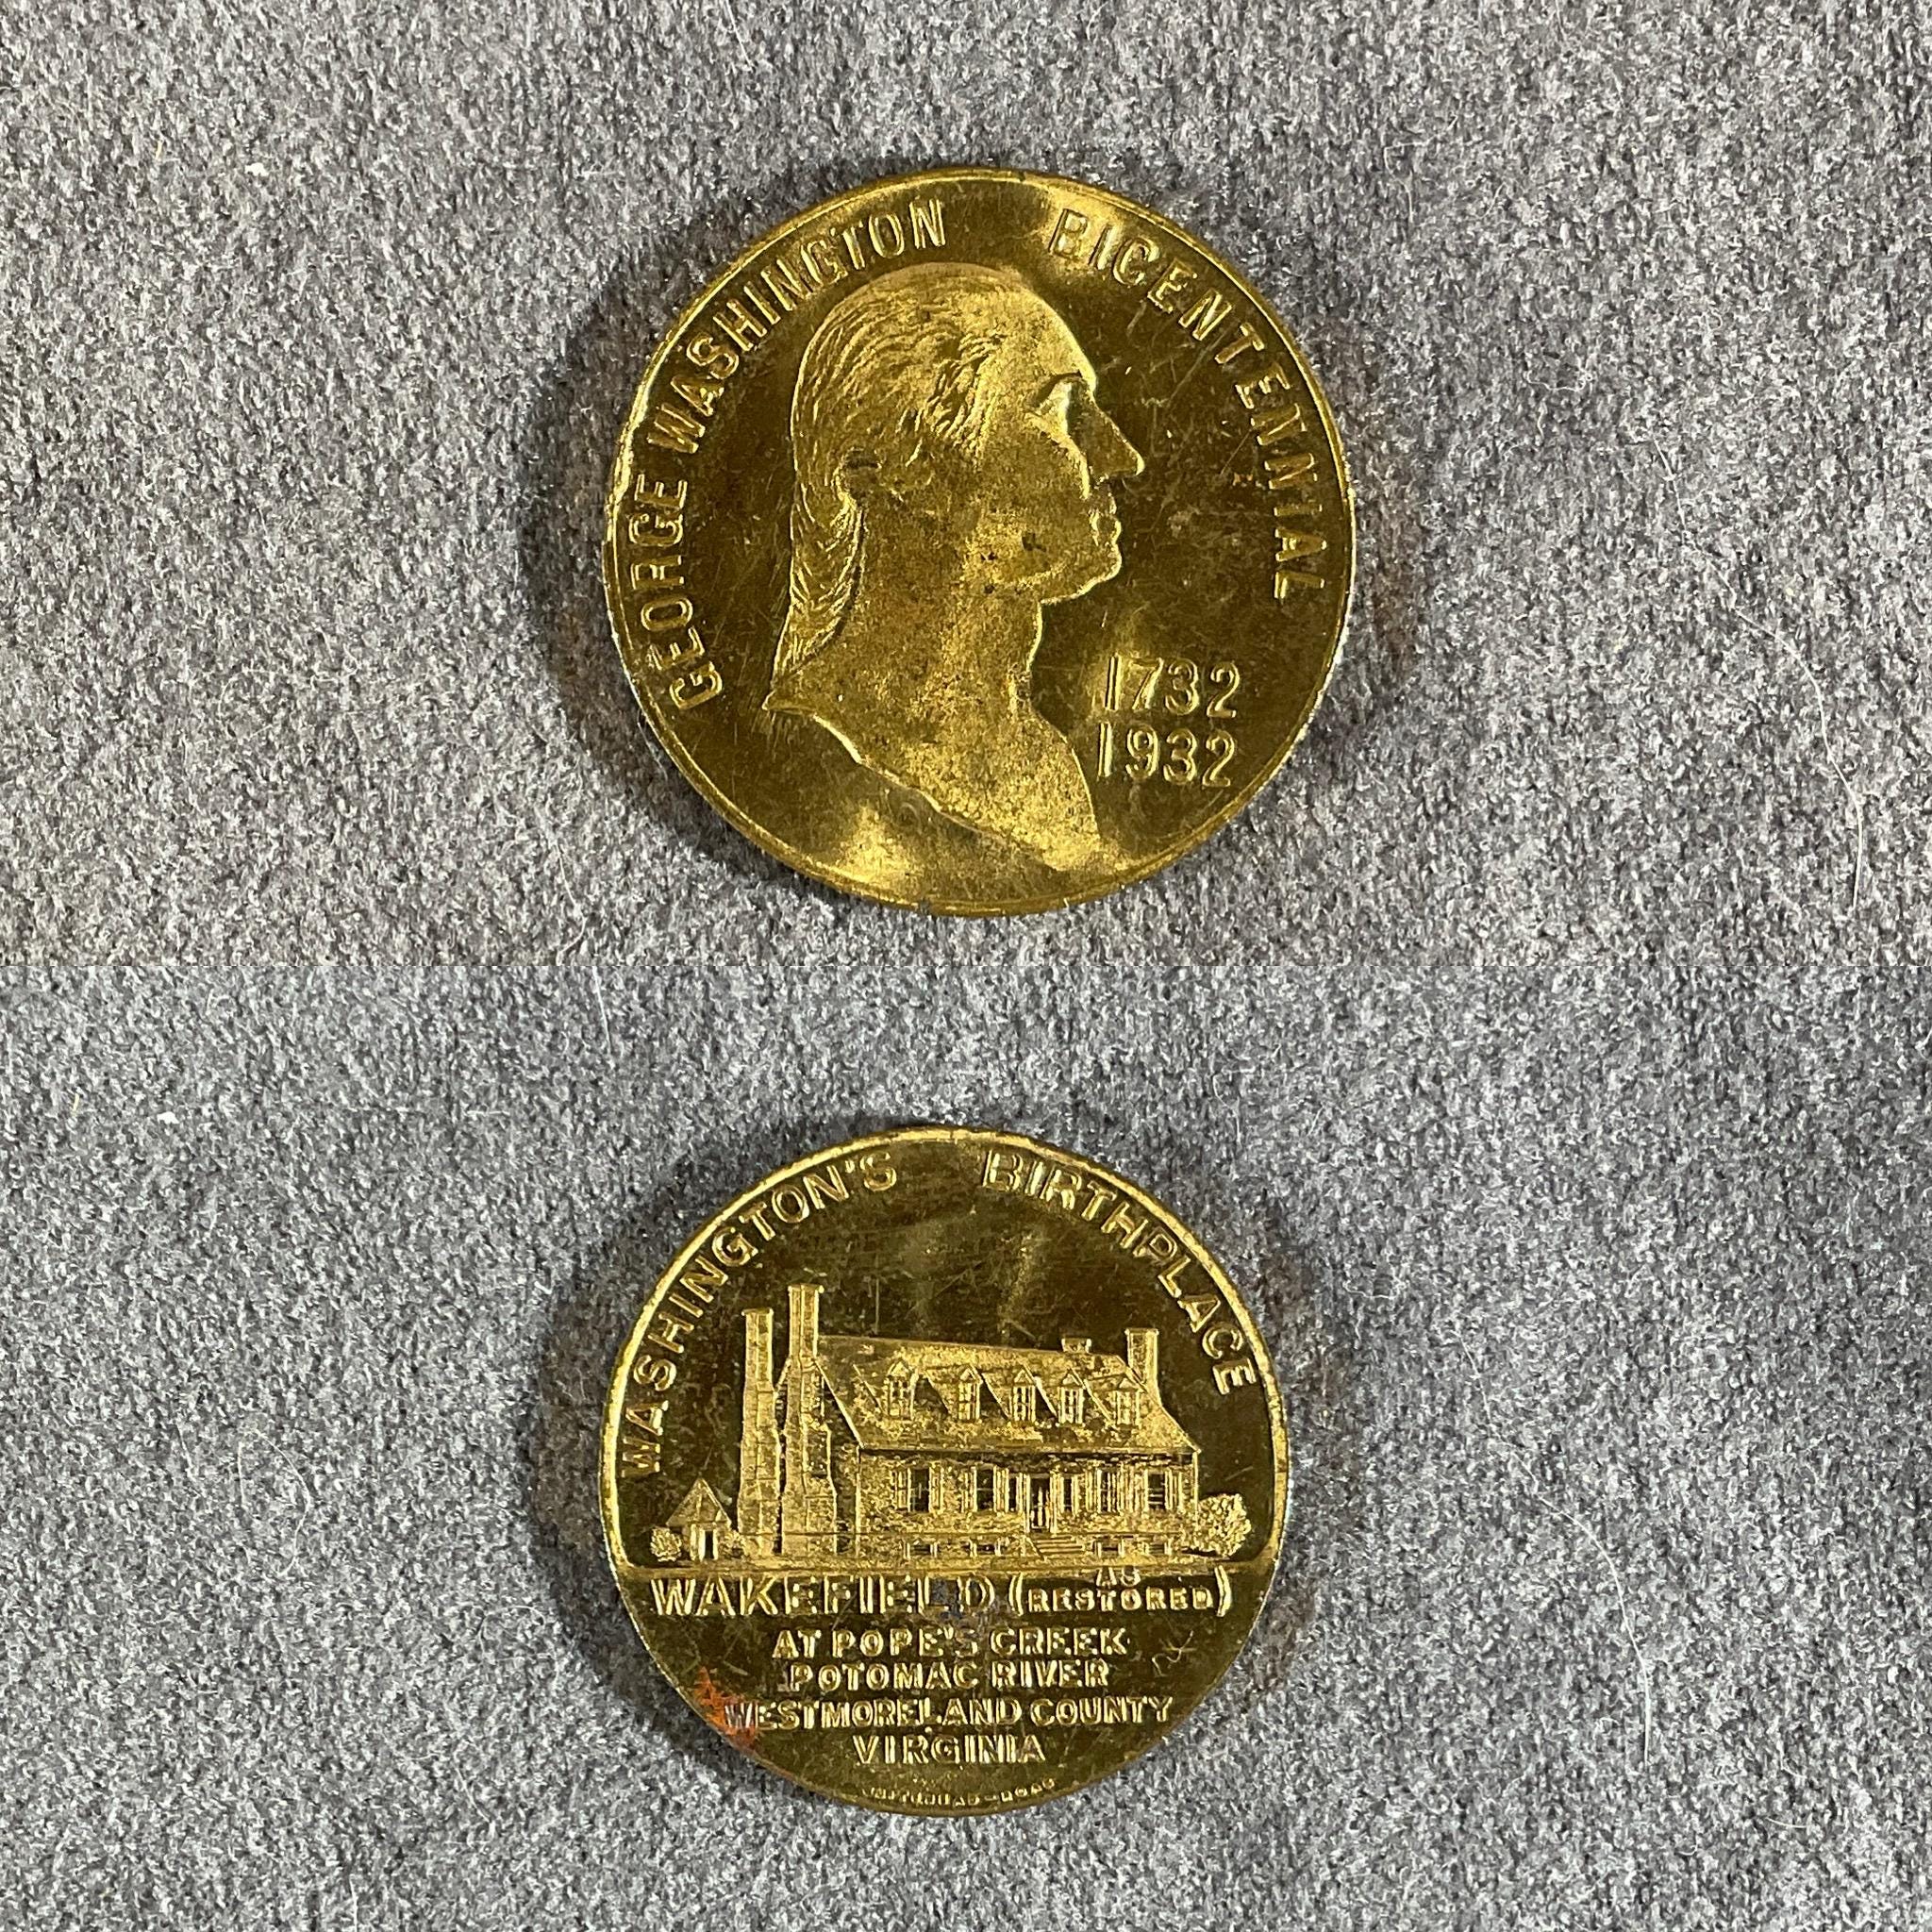 GEORGE WASHINGTON BICENTENNIAL
1732
1932
WASHINGTON'S BIRTHPLACE
WAKEFIELD (AS RESTORED)
AT POPE'S CREEK
POTOMAC RIVER
WESTMORELAND COUNTY
VIRGINIA